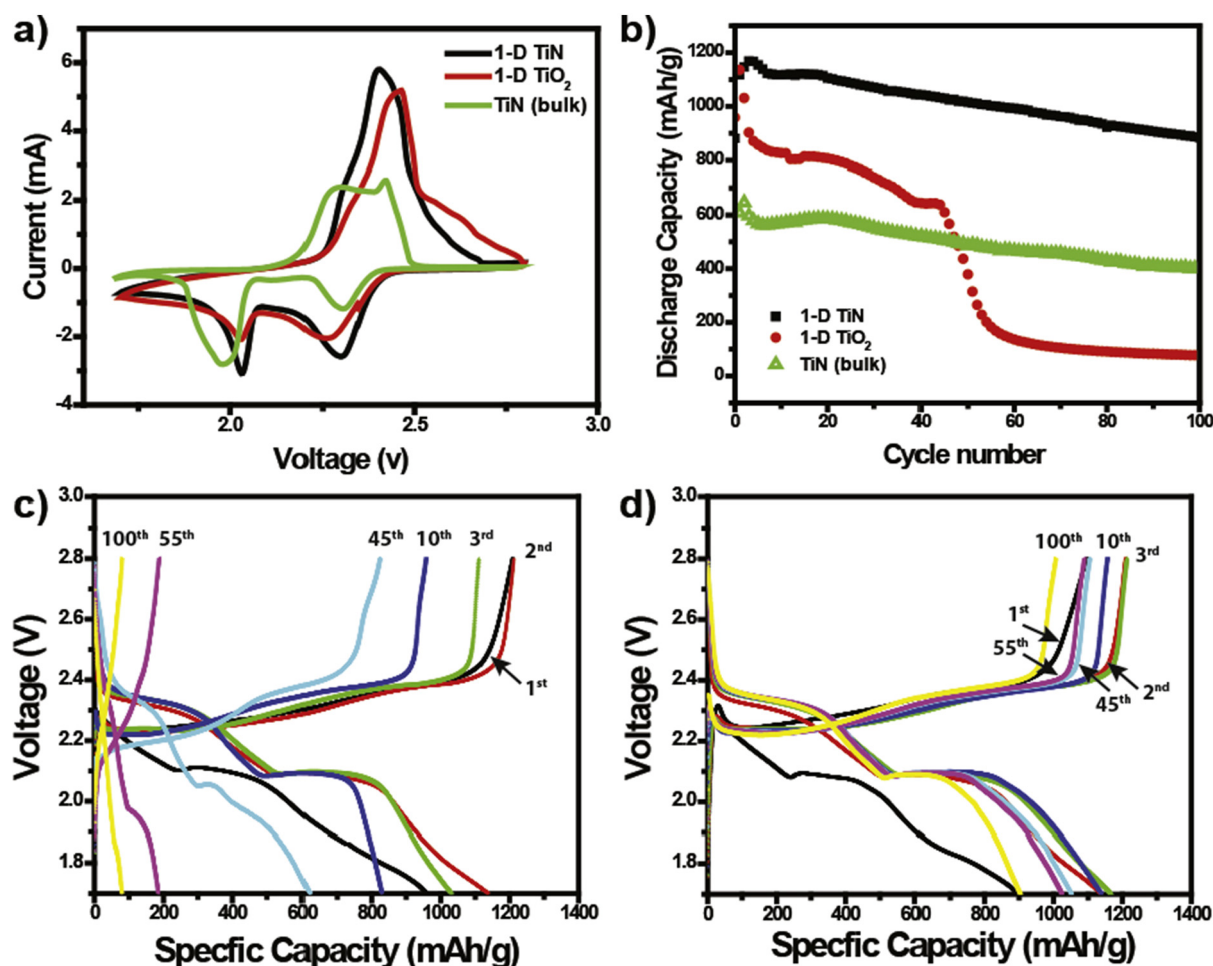 a)
1-D TiN
1-D TiO2
TiN (bulk)
6
4
2
0
-2
-4
2.0
2.5
3.0
Current (mA)
Voltage (v)
b)
1200
1000
800
600
400
200
0
0 20 40 60 80 100
Discharge Capacity (mAh/g)
1-D TiN
1-D TiO2
TiN (bulk)
Cycle number
c)
3.0
2.8
2.6
2.4
2.2
2.0
1.8
100th 55th 45th 10th 3rd 2nd
1st
0 200 400 600 800 1000 1200 1400
Voltage (V)
Specfic Capacity (mAh/g)
d)
3.0
2.8
2.6
2.4
2.2
2.0
1.8
100th 10th
3rd
1st
55th
45th
2nd
0 200 400 600 800 1000 1200 1400
Voltage (V)
Specfic Capacity (mAh/g)